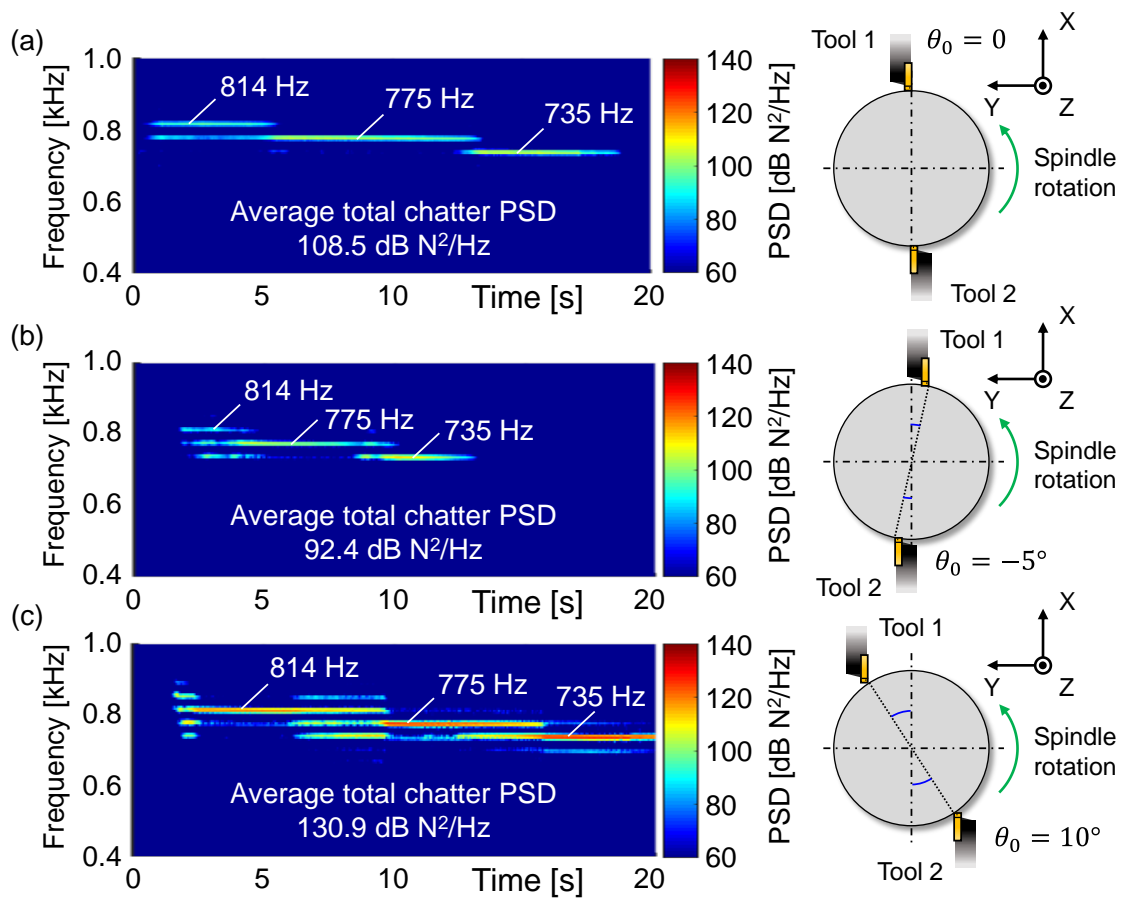 (a)
Frequency [kHz]
1.0
0.8
0.6
0.4
814 Hz
775 Hz
735 Hz
Average total chatter PSD
108.5 dB N²/Hz
0
5
10
Time [s]
20
140
120
100
80
60
PSD [dB N²/Hz]
Tool 1
θ₀ = 0
X
Y
Z
Spindle
rotation
Tool 2
(b)
Frequency [kHz]
1.0
0.8
0.6
0.4
814 Hz
775 Hz
735 Hz
Average total chatter PSD
92.4 dB N²/Hz
0
5
10
Time [s]
20
140
120
100
80
60
PSD [dB N²/Hz]
Tool 1
X
Y
Z
Spindle
rotation
θ₀ = −5°
Tool 2
(c)
Frequency [kHz]
1.0
0.8
0.6
0.4
814 Hz
775 Hz
735 Hz
Average total chatter PSD
130.9 dB N²/Hz
0
5
10
Time [s]
20
140
120
100
80
60
PSD [dB N²/Hz]
Tool 1
X
Y
Z
Spindle
rotation
θ₀ = 10°
Tool 2